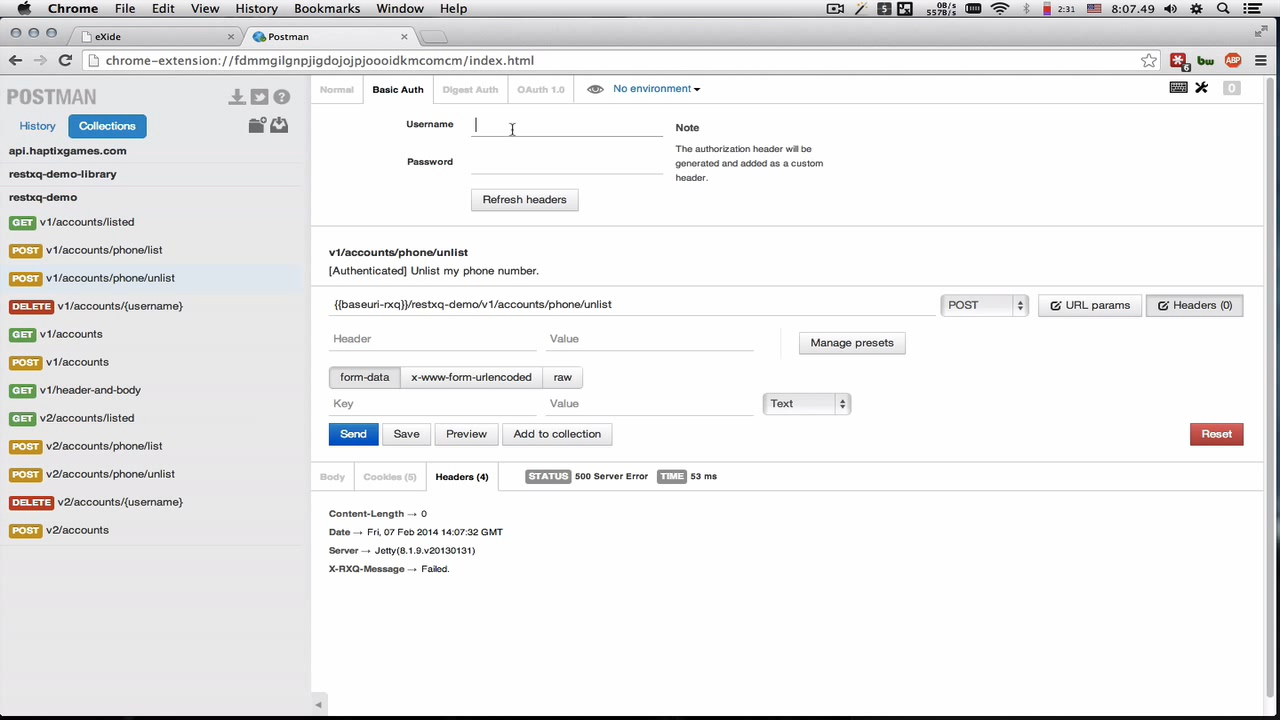 Chrome File Edit View History Bookmarks Window Help 5 0B/s 557B/s 2:31 8:07.49
eXide × Postman ×
chrome-extension://fdmmgilgnpjigdojojpjoooidkmcomcm/index.html 6 bw ABP
POSTMAN ?
History Collections
api.haptixgames.com
restxq-demo-library
restxq-demo
GET v1/accounts/listed
POST v1/accounts/phone/list
POST v1/accounts/phone/unlist
DELETE v1/accounts/{username}
GET v1/accounts
POST v1/accounts
GET v1/header-and-body
GET v2/accounts/listed
POST v2/accounts/phone/list
POST v2/accounts/phone/unlist
DELETE v2/accounts/{username}
POST v2/accounts
Normal Basic Auth Digest Auth OAuth 1.0 No environment 0
Username
Password
Refresh headers
Note
The authorization header will be
generated and added as a custom
header.
v1/accounts/phone/unlist
[Authenticated] Unlist my phone number.
{{baseuri-rxq}}/restxq-demo/v1/accounts/phone/unlist POST URL params Headers (0)
Header Value Manage presets
form-data x-www-form-urlencoded raw
Key Value Text
Send Save Preview Add to collection Reset
Body Cookies (5) Headers (4) STATUS 500 Server Error TIME 53 ms
Content-Length → 0
Date → Fri, 07 Feb 2014 14:07:32 GMT
Server → Jetty(8.1.9.v20130131)
X-RXQ-Message → Failed.